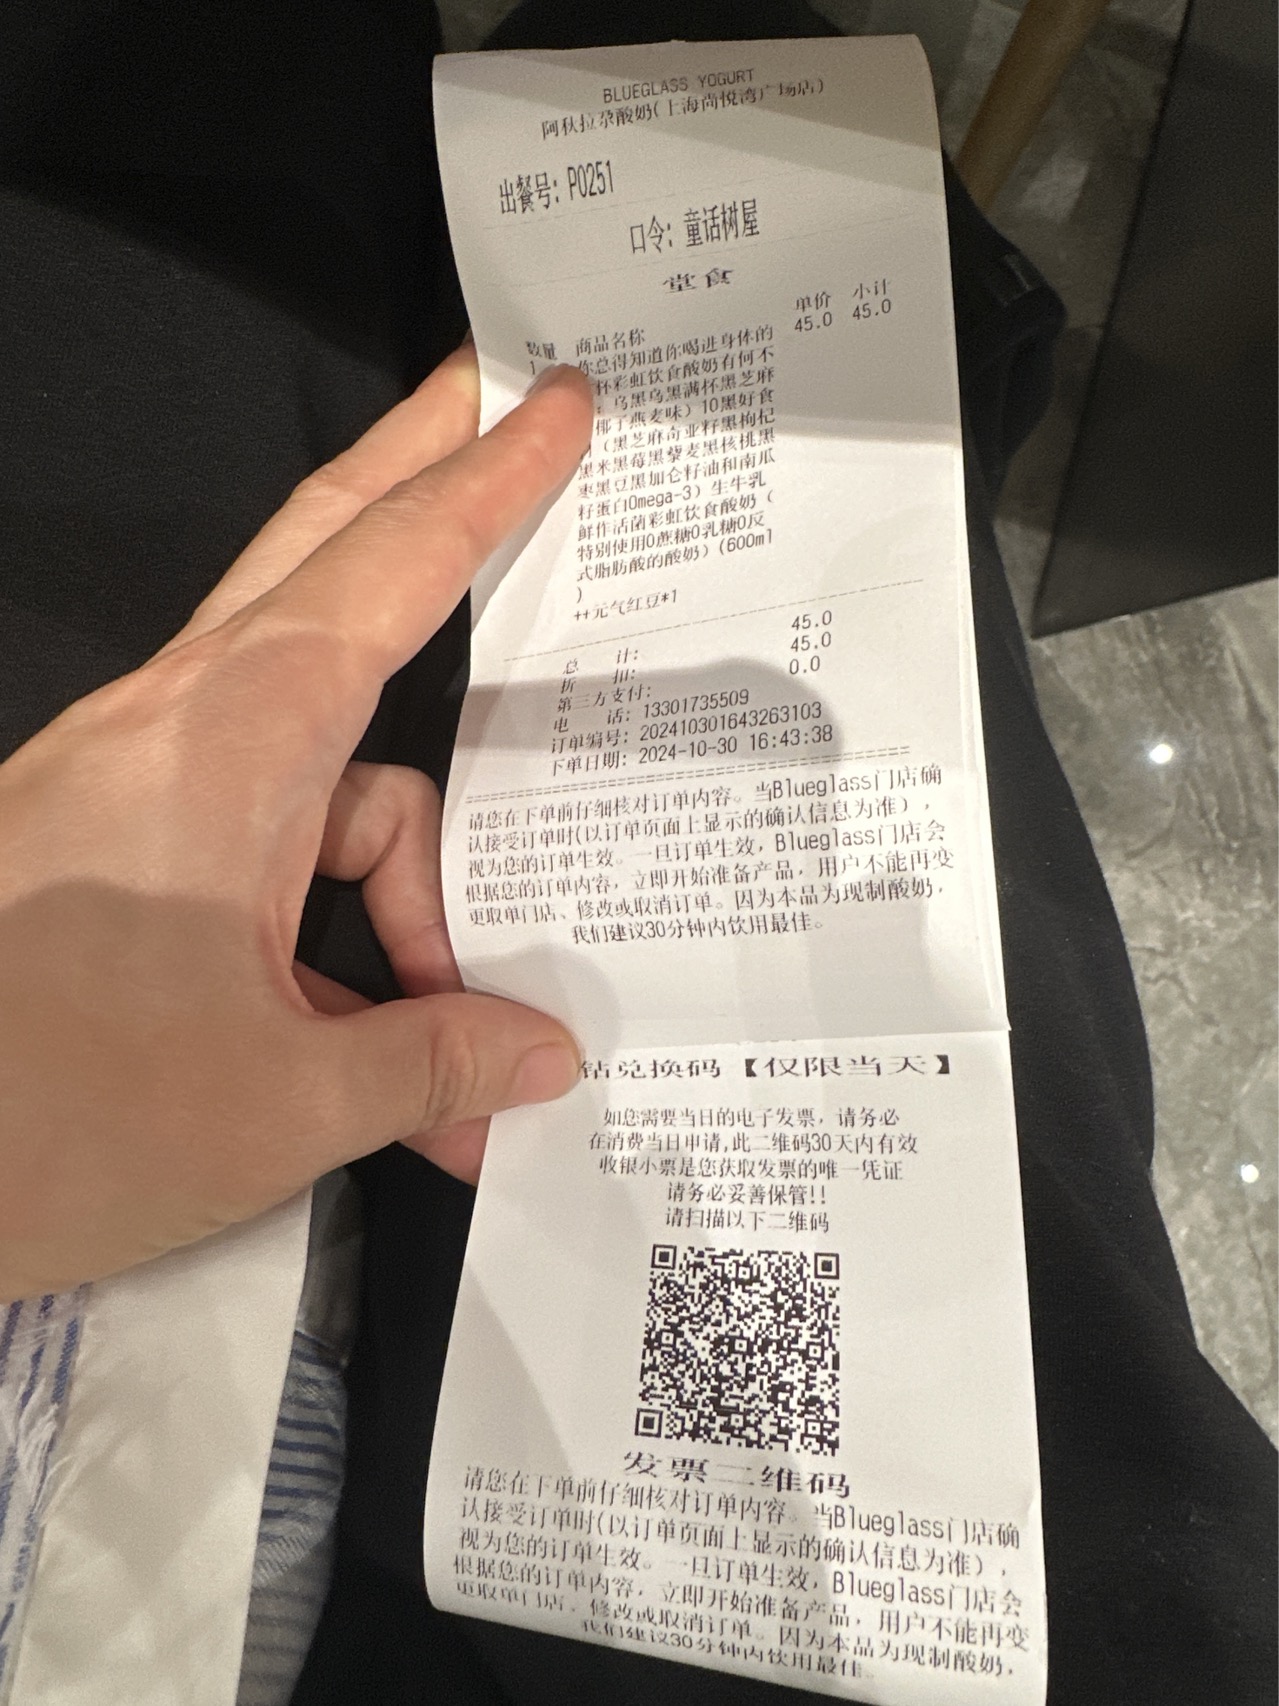 BLUEGLASS YOGURT
阿秋拉尕酸奶(上海尚悦湾广场店)
出餐号: P0251
口令: 童话树屋
堂食
数量 商品名称 单价 小计
1 你总得知道你喝进身体的 45.0 45.0
杯彩虹饮食酸奶有何不
: 乌黑乌黑满杯黑芝麻
椰子燕麦味）10黑好食
（黑芝麻奇亚籽黑枸杞
黑米黑莓黑藜麦黑核桃黑
枣黑豆黑加仑籽油和南瓜
籽蛋白Omega-3）生牛乳
鲜作活菌彩虹饮食酸奶（
特别使用0蔗糖0乳糖0反
式脂肪酸的酸奶）(600ml
)
++元气红豆*1
总 计: 45.0
折 扣: 45.0
第三方支付: 0.0
电 话: 13301735509
订单编号: 202410301643263103
下单日期: 2024-10-30 16:43:38
请您在下单前仔细核对订单内容。当Blueglass门店确
认接受订单时(以订单页面上显示的确认信息为准），
视为您的订单生效。一旦订单生效，Blueglass门店会
根据您的订单内容，立即开始准备产品，用户不能再变
更取单门店、修改或取消订单。因为本品为现制酸奶，
我们建议30分钟内饮用最佳。
钻兑换码【仅限当天】
如您需要当日的电子发票，请务必
在消费当日申请,此二维码30天内有效
收银小票是您获取发票的唯一凭证
请务必妥善保管!!
请扫描以下二维码
发票二维码
请您在下单前仔细核对订单内容。当Blueglass门店确
认接受订单时(以订单页面上显示的确认信息为准），
视为您的订单生效。一旦订单生效，Blueglass门店会
根据您的订单内容，立即开始准备产品，用户不能再变
更取单门店、修改或取消订单。因为本品为现制酸奶，
我们建议30分钟内饮用最佳。